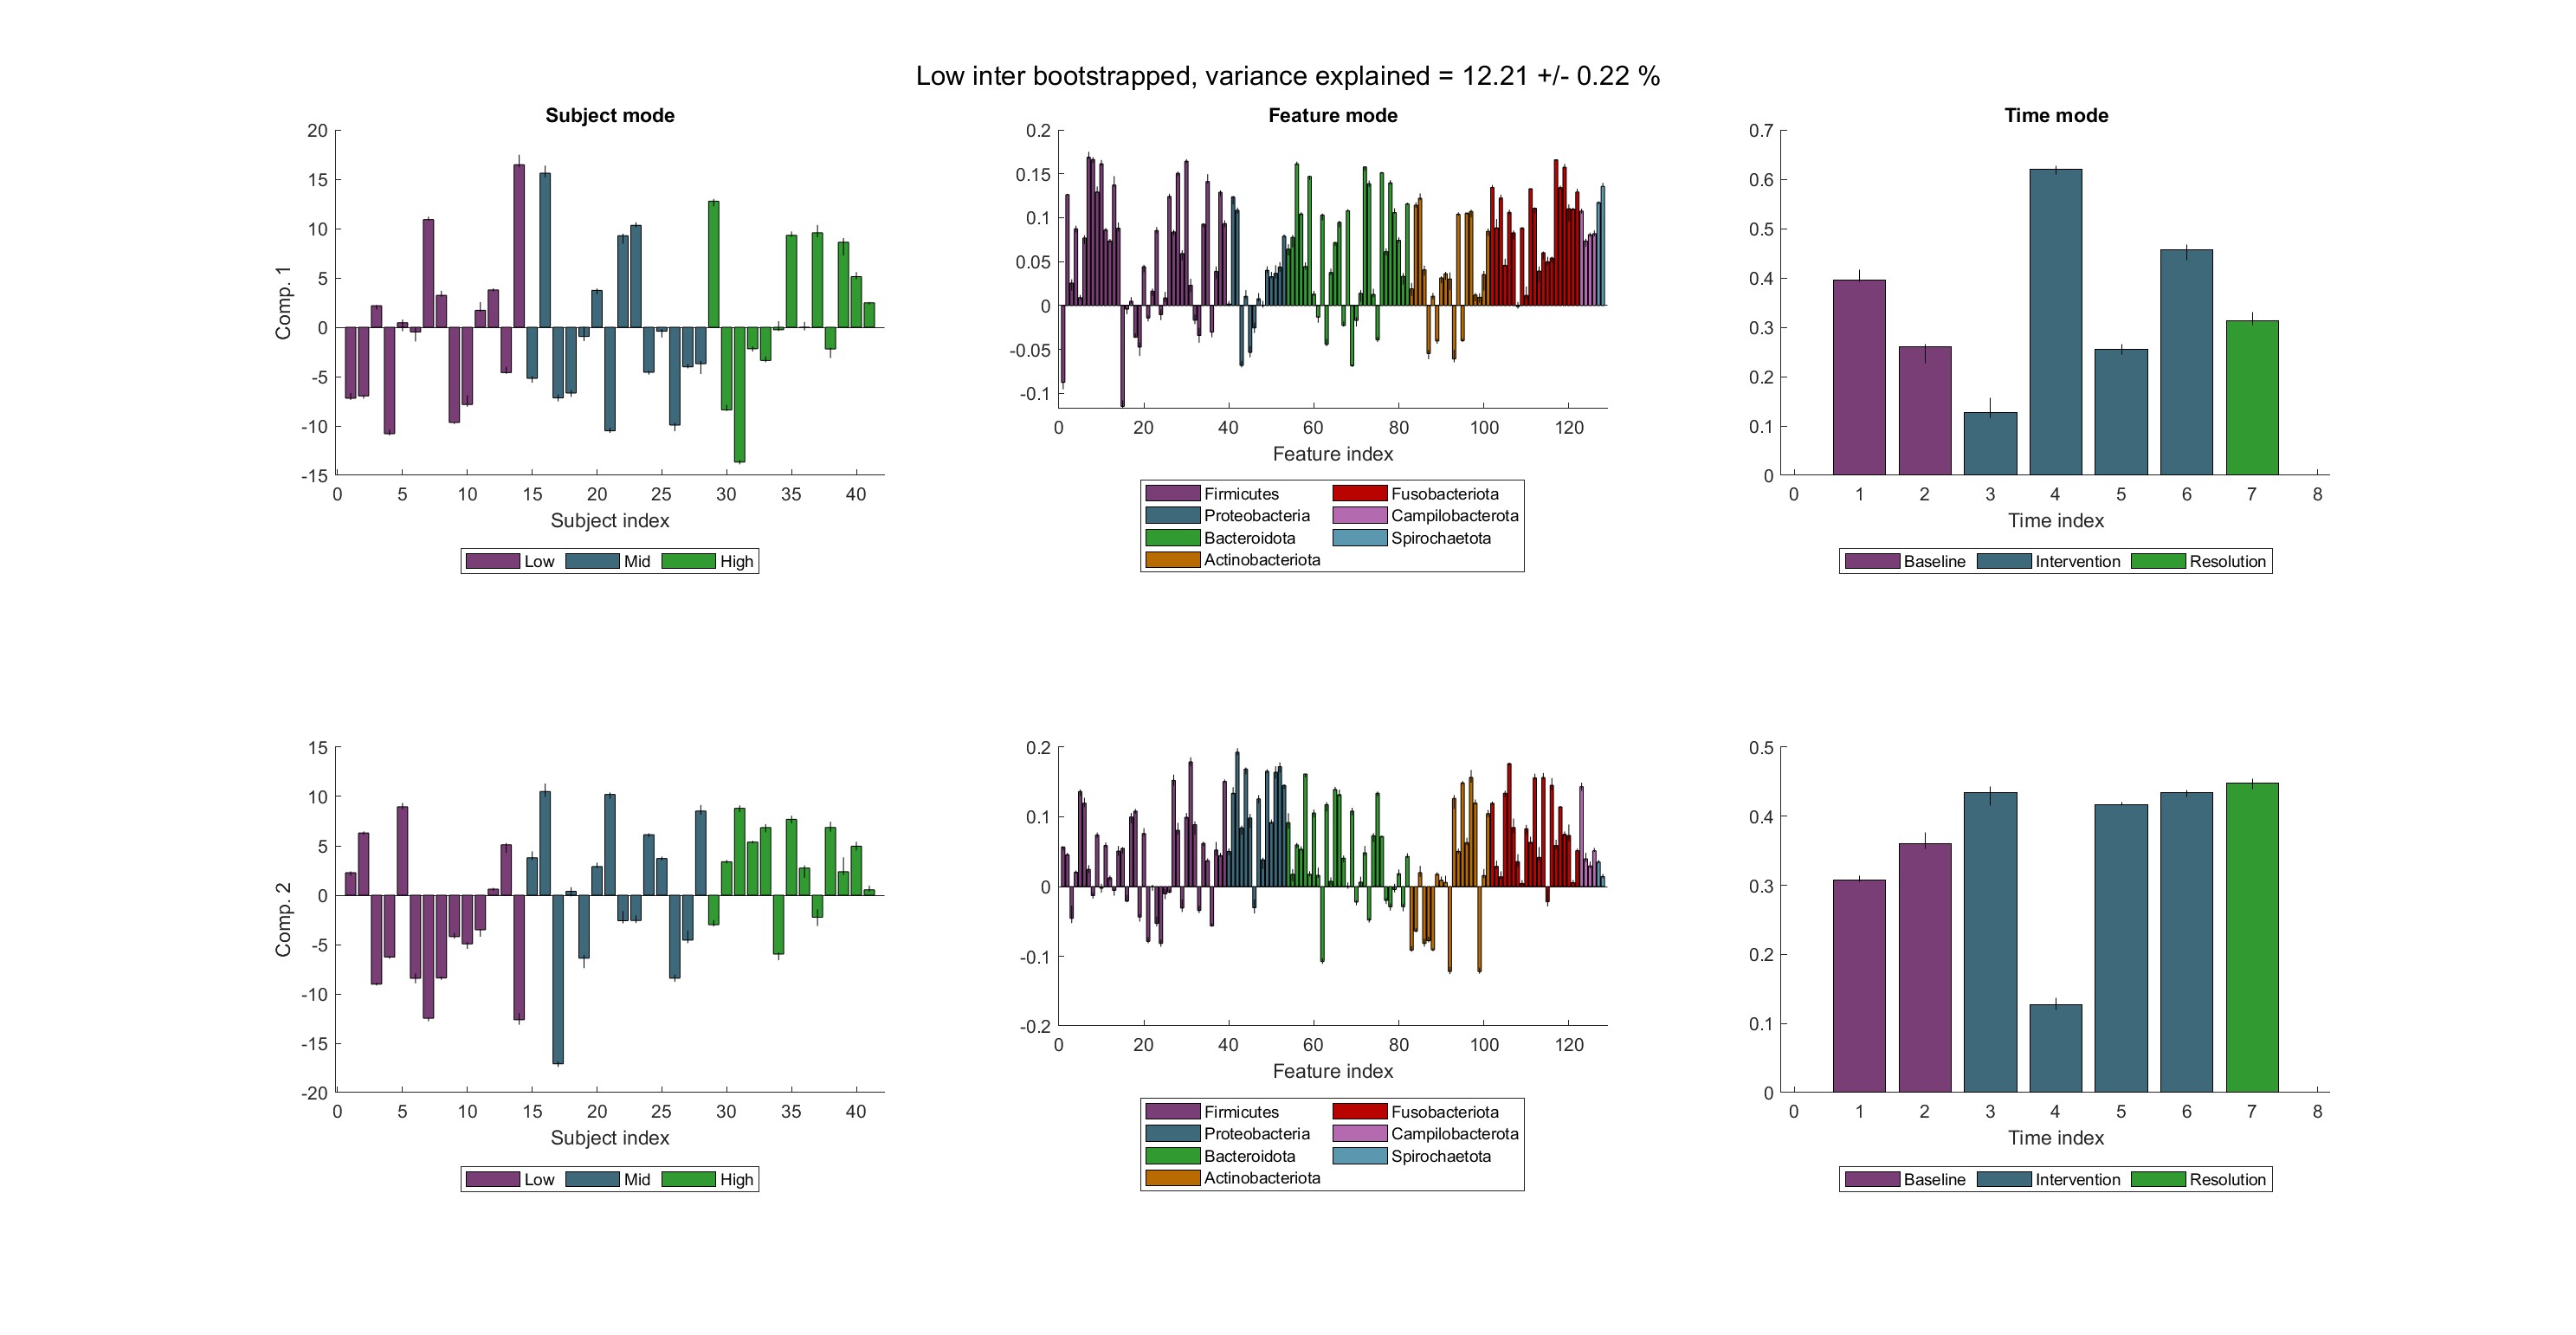 Low inter bootstrapped, variance explained = 12.21 +/- 0.22 %
Subject mode
20
15
10
5
0
-5
-10
-15
Comp. 1
0 5 10 15 20 25 30 35 40
Subject index
Low Mid High
Feature mode
0.2
0.15
0.1
0.05
0
-0.05
-0.1
0 20 40 60 80 100 120
Feature index
Firmicutes Fusobacteriota
Proteobacteria Campilobacterota
Bacteroidota Spirochaetota
Actinobacteriota
Time mode
0.7
0.6
0.5
0.4
0.3
0.2
0.1
0
0 1 2 3 4 5 6 7 8
Time index
Baseline Intervention Resolution
15
10
5
0
-5
-10
-15
-20
Comp. 2
0 5 10 15 20 25 30 35 40
Subject index
Low Mid High
0.2
0.1
0
-0.1
-0.2
0 20 40 60 80 100 120
Feature index
Firmicutes Fusobacteriota
Proteobacteria Campilobacterota
Bacteroidota Spirochaetota
Actinobacteriota
0.5
0.4
0.3
0.2
0.1
0
0 1 2 3 4 5 6 7 8
Time index
Baseline Intervention Resolution